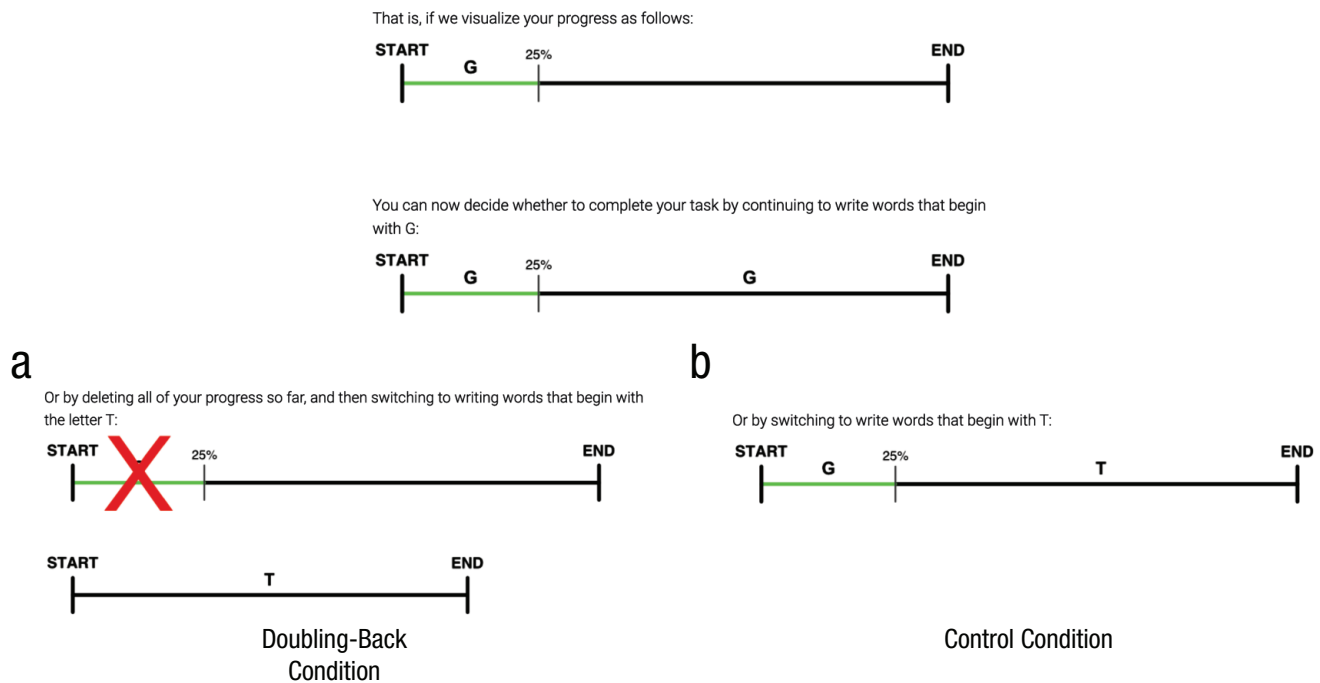 That is, if we visualize your progress as follows:
START
25%
END
G
You can now decide whether to complete your task by continuing to write words that begin
with G:
START
25%
END
G
G
a
Or by deleting all of your progress so far, and then switching to writing words that begin with
the letter T:
START
25%
END
START
END
T
Doubling-Back
Condition
b
Or by switching to write words that begin with T:
START
25%
END
G
T
Control Condition